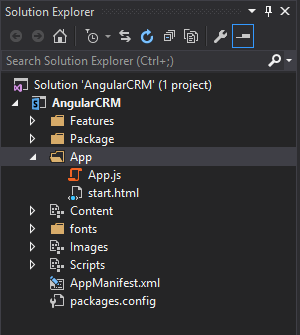 Solution Explorer
Search Solution Explorer (Ctrl+;)
Solution 'AngularCRM' (1 project)
AngularCRM
Features
Package
App
App.js
start.html
Content
fonts
Images
Scripts
AppManifest.xml
packages.config